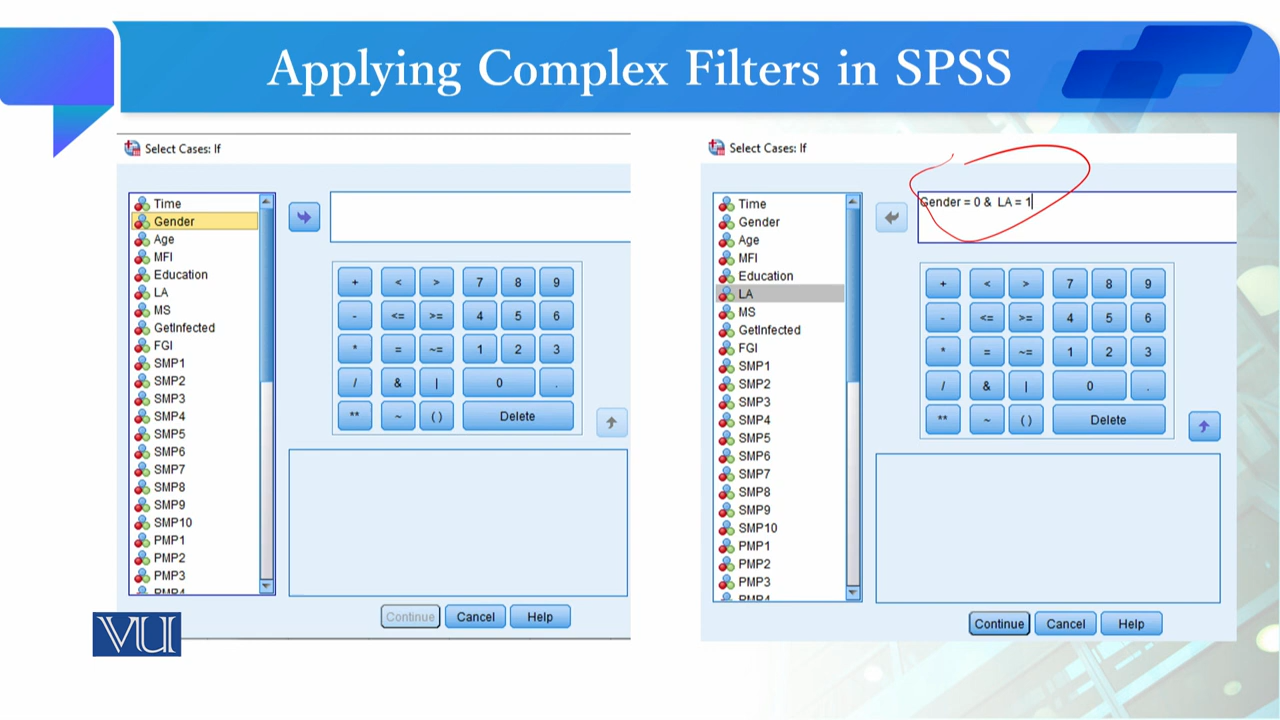 Applying Complex Filters in SPSS
Select Cases: If
Time
Gender
Age
MFI
Education
LA
MS
GetInfected
FGI
SMP1
SMP2
SMP3
SMP4
SMP5
SMP6
SMP7
SMP8
SMP9
SMP10
PMP1
PMP2
PMP3
PMP4
+ < > 7 8 9
- <= >= 4 5 6
* = ~= 1 2 3
/ & | 0 .
** ~ ( ) Delete
Continue Cancel Help
Select Cases: If
Gender = 0 & LA = 1
Time
Gender
Age
MFI
Education
LA
MS
GetInfected
FGI
SMP1
SMP2
SMP3
SMP4
SMP5
SMP6
SMP7
SMP8
SMP9
SMP10
PMP1
PMP2
PMP3
PMP4
+ < > 7 8 9
- <= >= 4 5 6
* = ~= 1 2 3
/ & | 0 .
** ~ ( ) Delete
Continue Cancel Help
VU